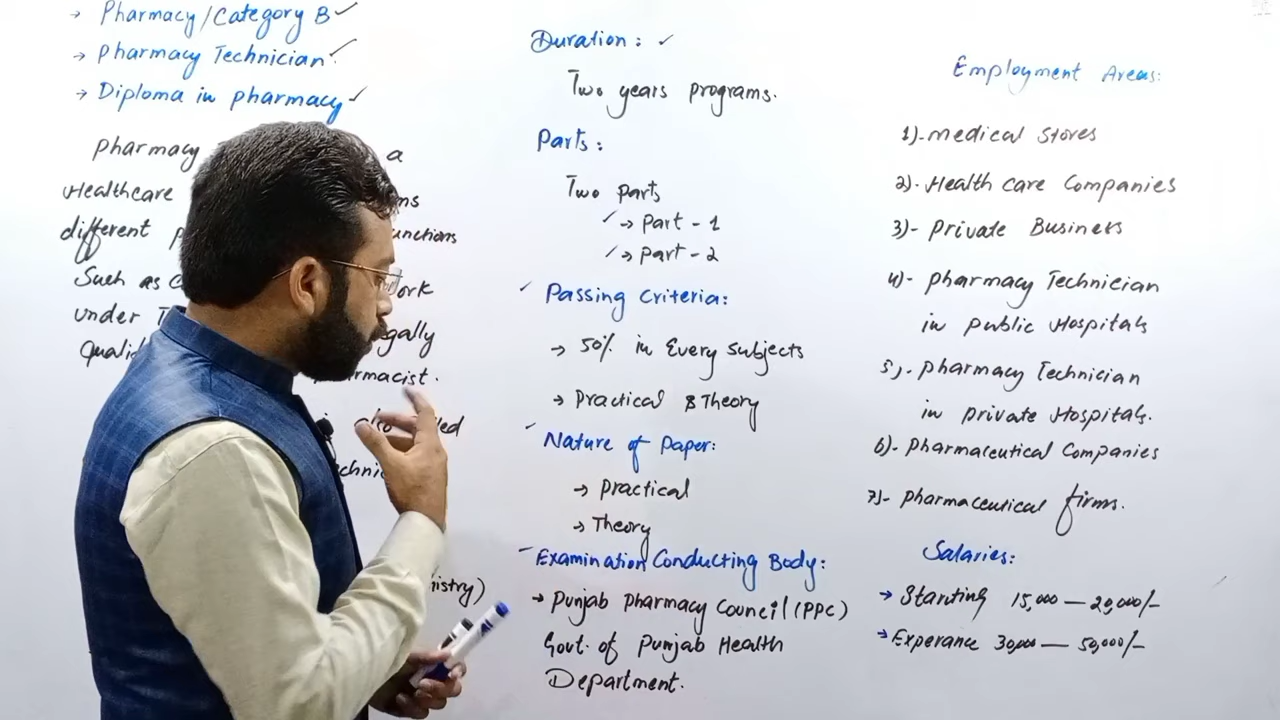 → Pharmacy/Category B ✓
→ Pharmacy Technician ✓
→ Diploma in pharmacy ✓
Pharmacy a
Healthcare
different unctions
Such as ork
under gally
armacist.
also
Duration: ✓
Two years programs.
Parts:
Two parts
✓ → part - 1
✓ → part - 2
✓ Passing Criteria:
→ 50% in Every Subjects
→ Practical & Theory
Nature of Paper:
→ Practical
→ Theory
Examination Conducting Body:
→ Punjab Pharmacy Council (PPC)
Govt. of Punjab Health
Department.
Employment Areas:
1)- Medical Stores
2)- Health care Companies
3)- Private Business
4)- Pharmacy Technician
in Public Hospitals
5)- Pharmacy Technician
in Private Hospitals.
6)- Pharmaceutical Companies
7)- Pharmaceutical firms.
Salaries:
→ Starting 15,000 — 20,000/-
→ Experance 30,000 — 50,000/-